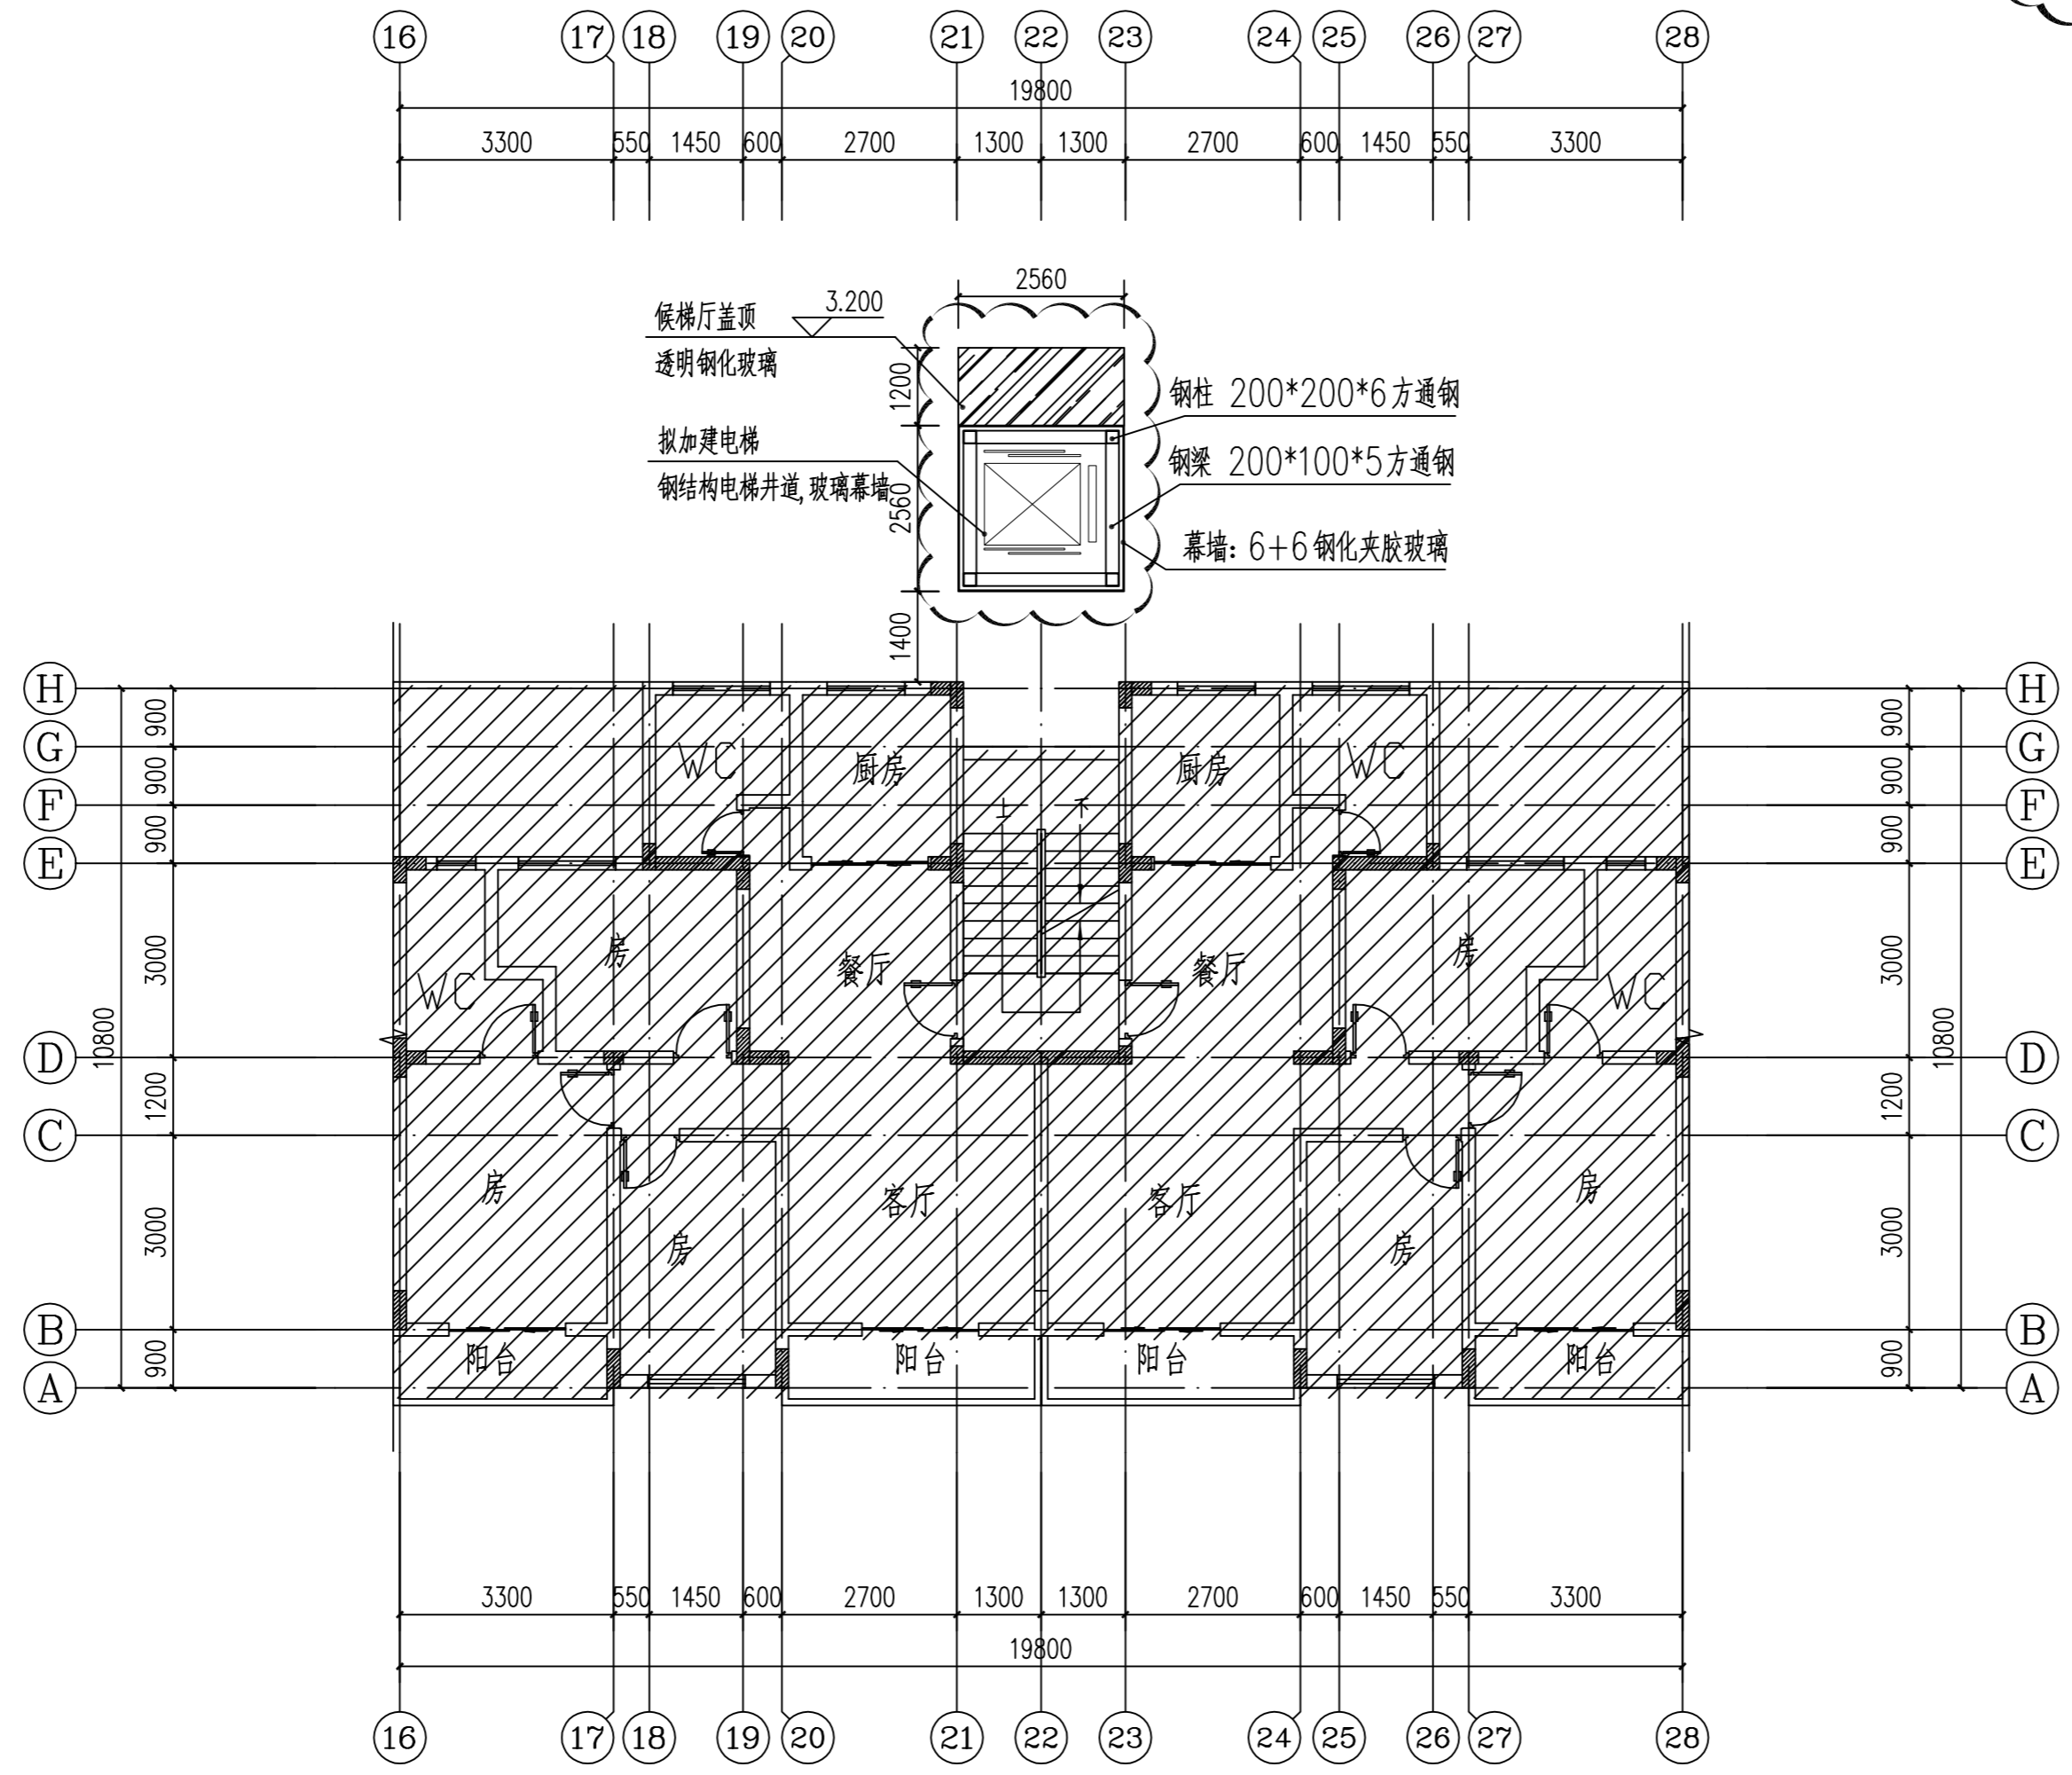 16 17 18 19 20 21 22 23 24 25 26 27 28
19800
3300 550 1450 600 2700 1300 1300 2700 600 1450 550 3300
2560
候梯厅盖顶 3.200
透明钢化玻璃
1200
钢柱 200*200*6方通钢
拟加建电梯
钢梁 200*100*5方通钢
钢结构电梯井道,玻璃幕墙
2560
幕墙: 6+6钢化夹胶玻璃
1400
H H
900 900
G G
WC 厨房 厨房 WC
900 900
F 上 下 F
900 900
E E
房 餐厅 餐厅 房
3000 3000
WC WC
10800 10800
D D
1200 1200
C C
房 客厅 客厅 房
房 房
3000 3000
B B
阳台 阳台 阳台 阳台
900 900
A A
3300 550 1450 600 2700 1300 1300 2700 600 1450 550 3300
19800
16 17 18 19 20 21 22 23 24 25 26 27 28